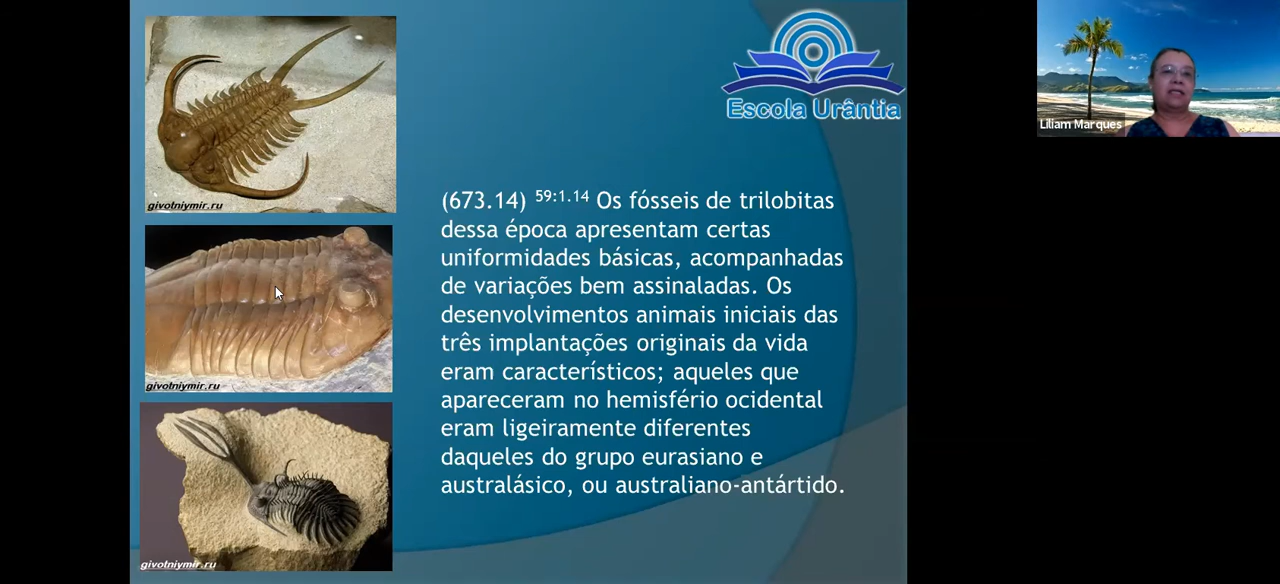 givotniymir.ru
givotniymir.ru
givotniymir.ru
Escola Urântia
(673.14) 59:1.14 Os fósseis de trilobitas
dessa época apresentam certas
uniformidades básicas, acompanhadas
de variações bem assinaladas. Os
desenvolvimentos animais iniciais das
três implantações originais da vida
eram característicos; aqueles que
apareceram no hemisfério ocidental
eram ligeiramente diferentes
daqueles do grupo eurasiano e
australásico, ou australiano-antártido.
Liliam Marques